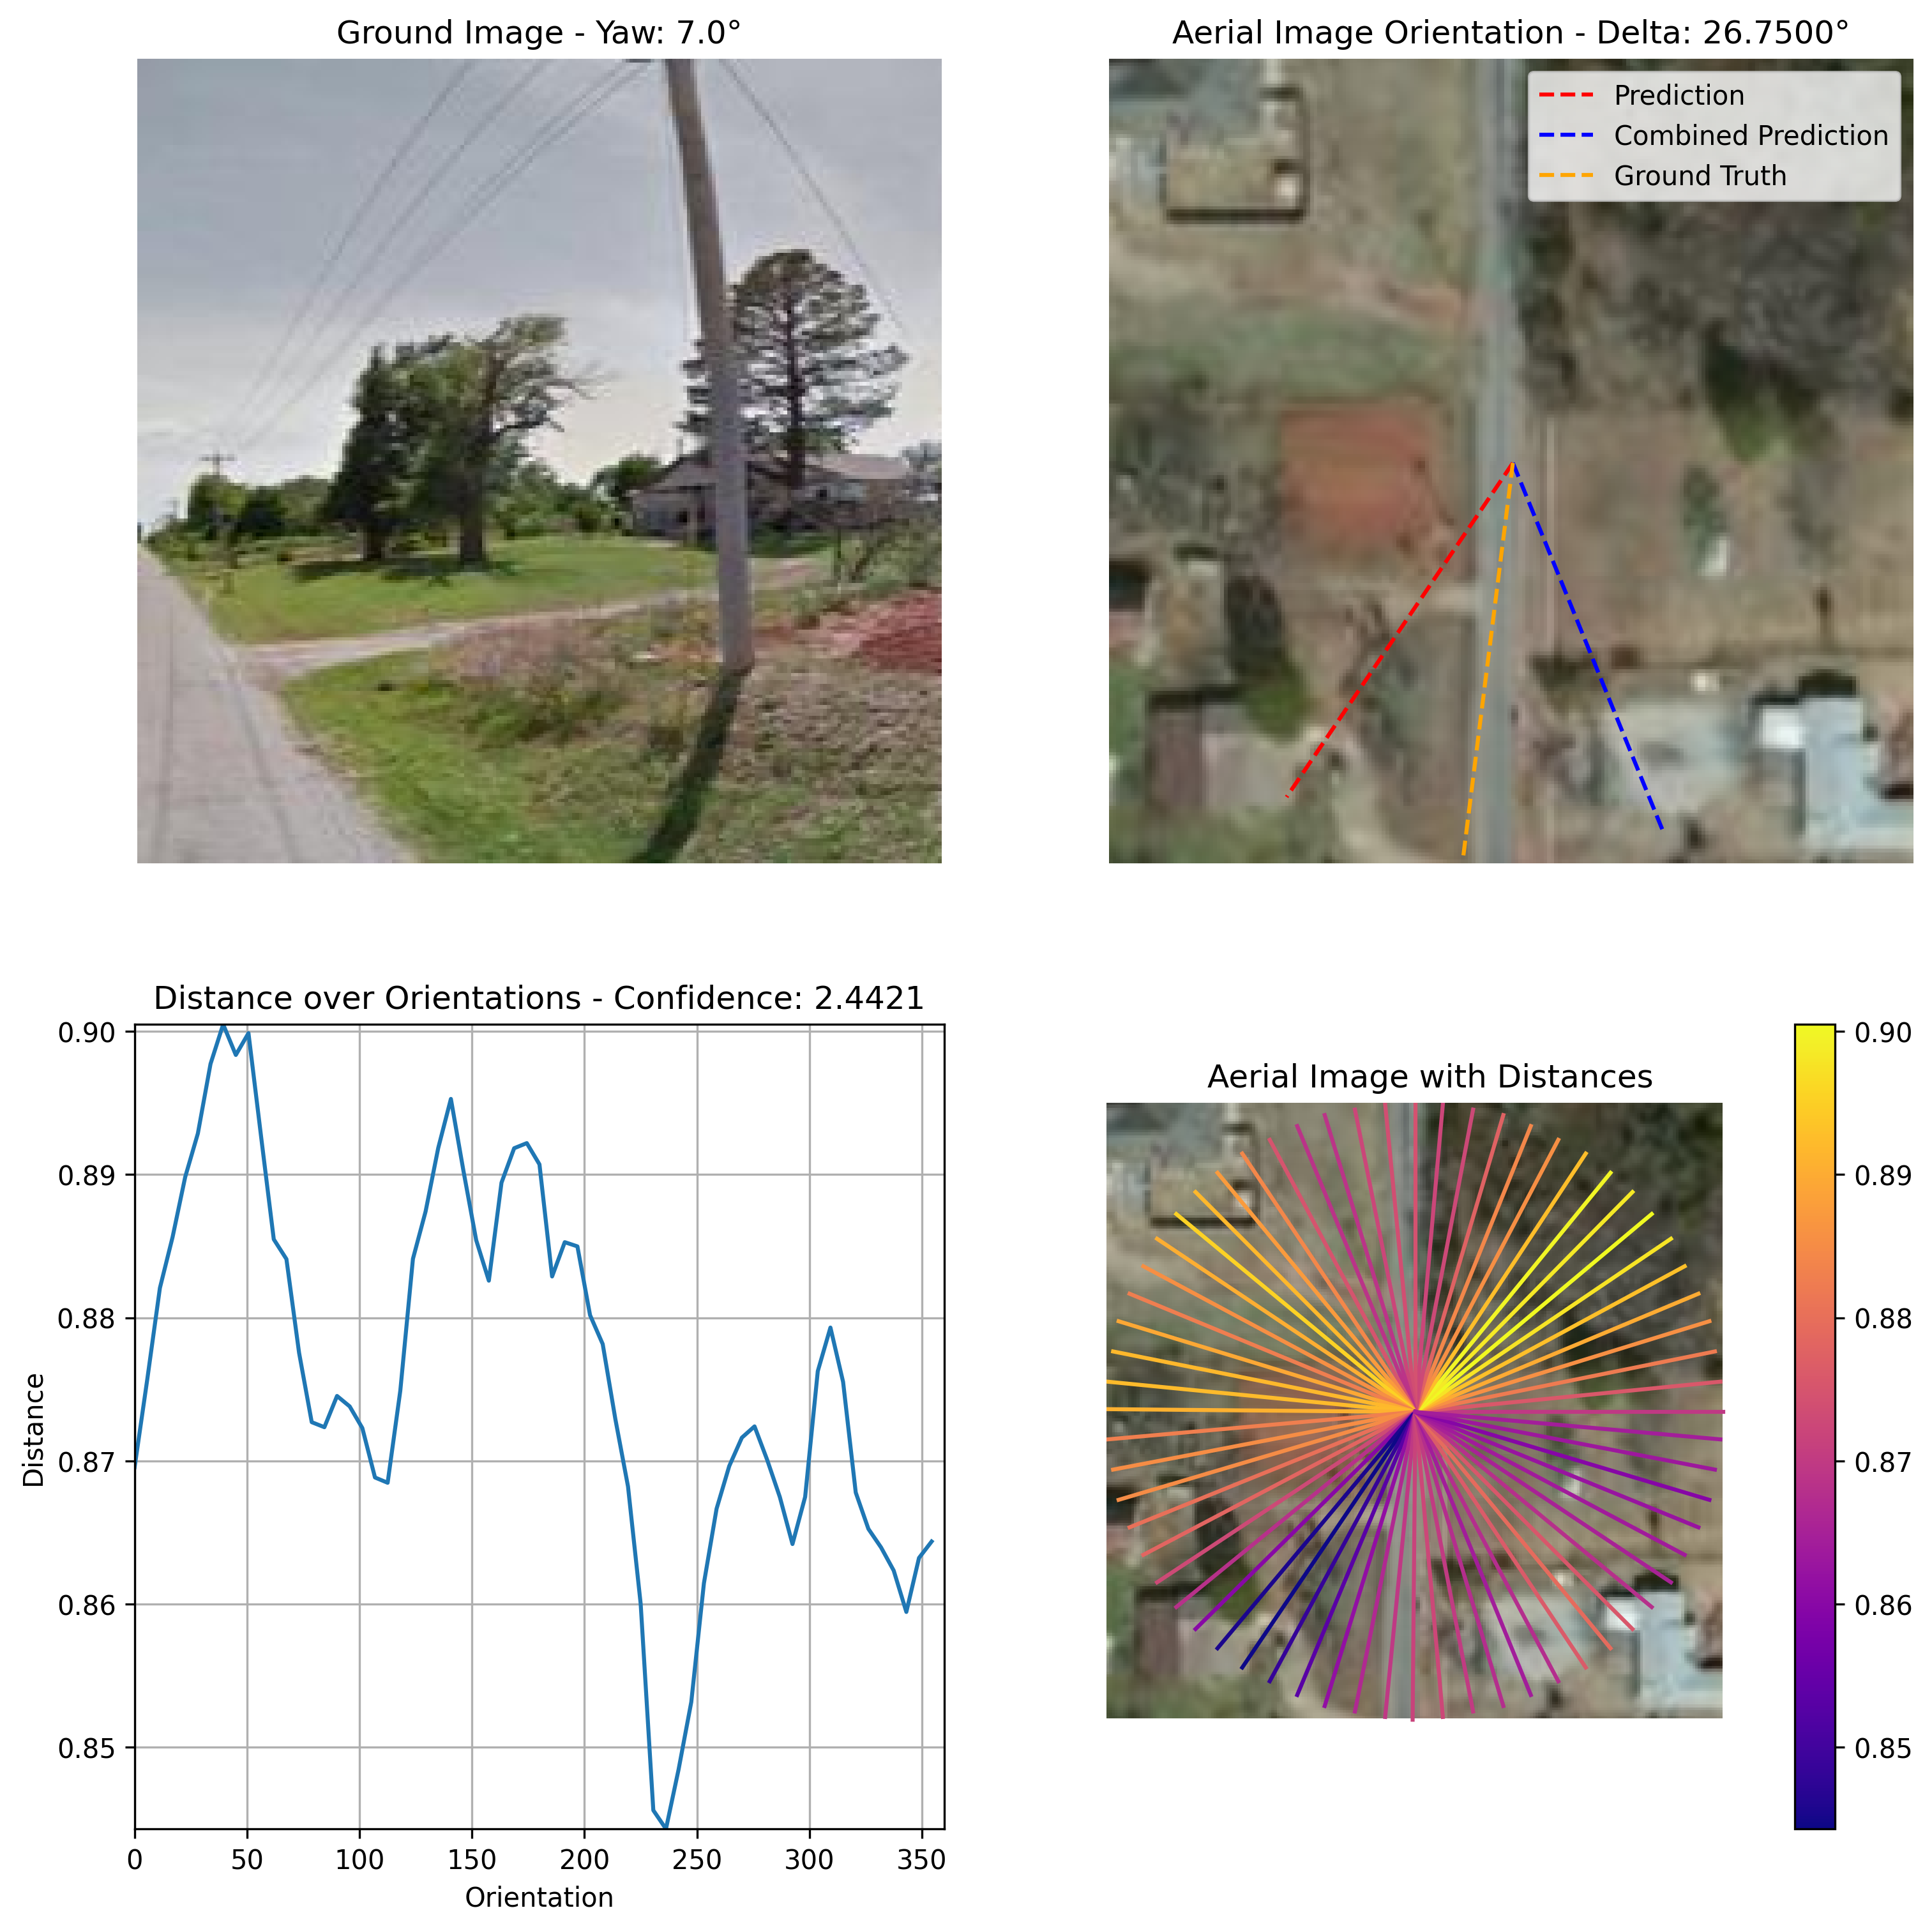 Ground Image - Yaw: 7.0°
Aerial Image Orientation - Delta: 26.7500°
Prediction
Combined Prediction
Ground Truth
Distance over Orientations - Confidence: 2.4421
0.90
0.89
0.88
0.87
0.86
0.85
Distance
0
50
100
150
200
250
300
350
Orientation
Aerial Image with Distances
0.90
0.89
0.88
0.87
0.86
0.85